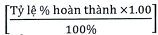 [Tỷ lệ % hoàn thành ×1.00]
100%